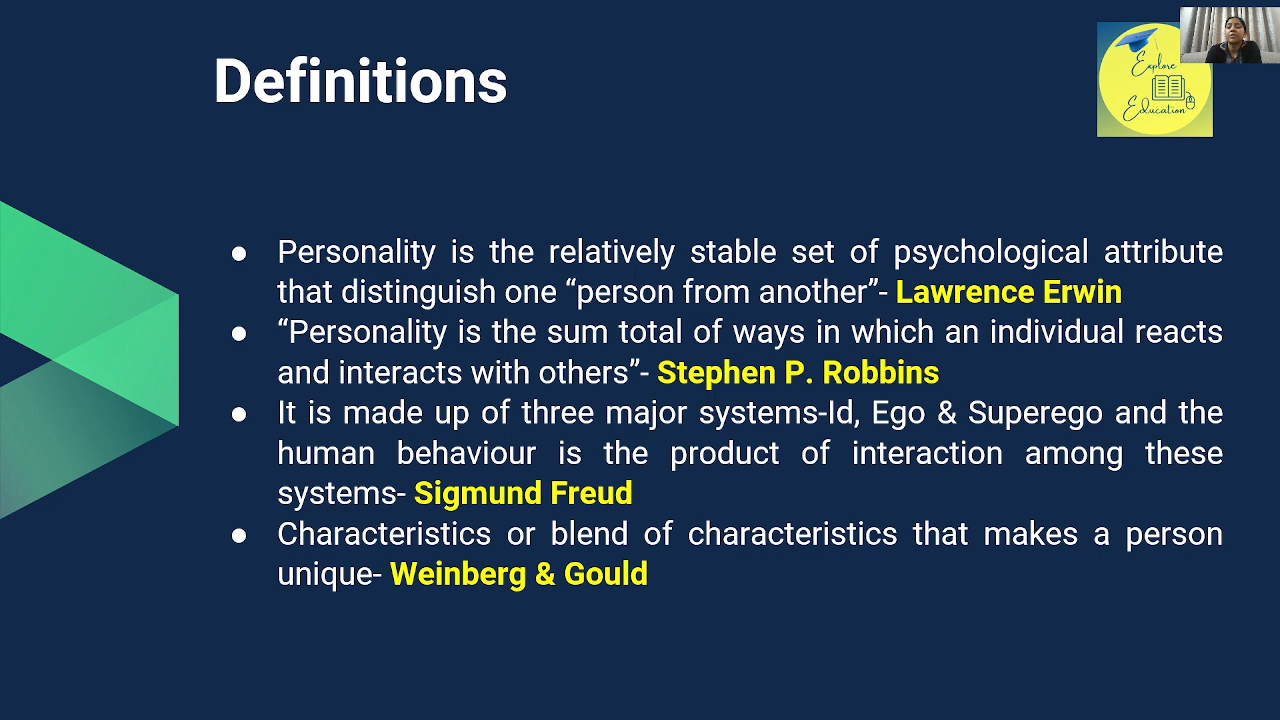 Definitions
Explore
Education
● Personality is the relatively stable set of psychological attribute
that distinguish one “person from another”- Lawrence Erwin
● “Personality is the sum total of ways in which an individual reacts
and interacts with others”- Stephen P. Robbins
● It is made up of three major systems-Id, Ego & Superego and the
human behaviour is the product of interaction among these
systems- Sigmund Freud
● Characteristics or blend of characteristics that makes a person
unique- Weinberg & Gould